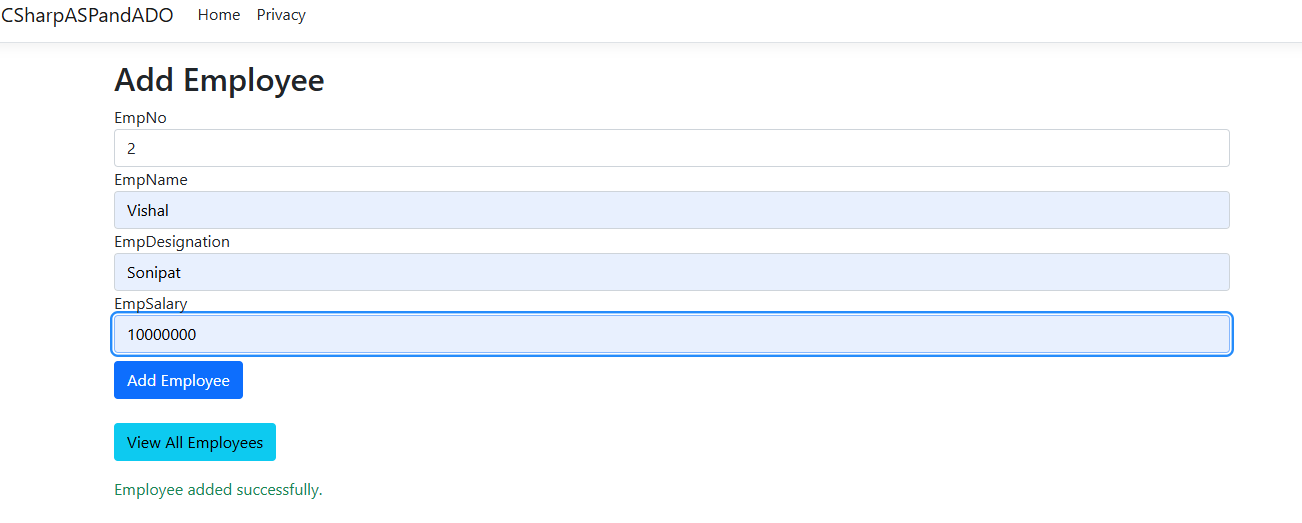 CSharpASPandADO Home Privacy
Add Employee
EmpNo
2
EmpName
Vishal
EmpDesignation
Sonipat
EmpSalary
10000000
Add Employee
View All Employees
Employee added successfully.